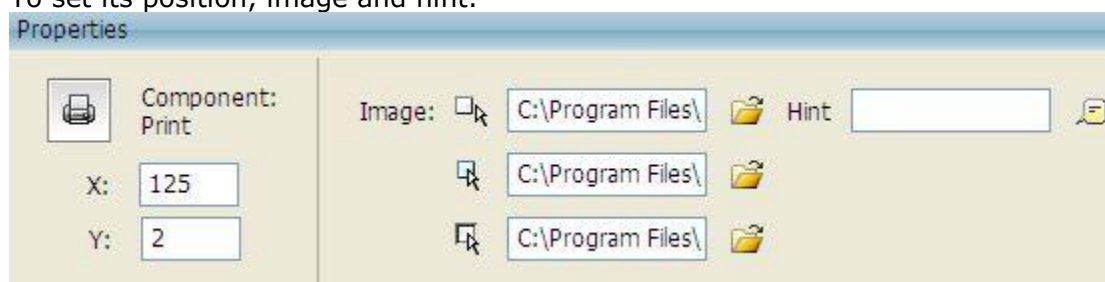 To set its position, image and hint:
Properties
Component:
Print
Image: C:\Program Files\ Hint
X: 125
C:\Program Files\
Y: 2
C:\Program Files\